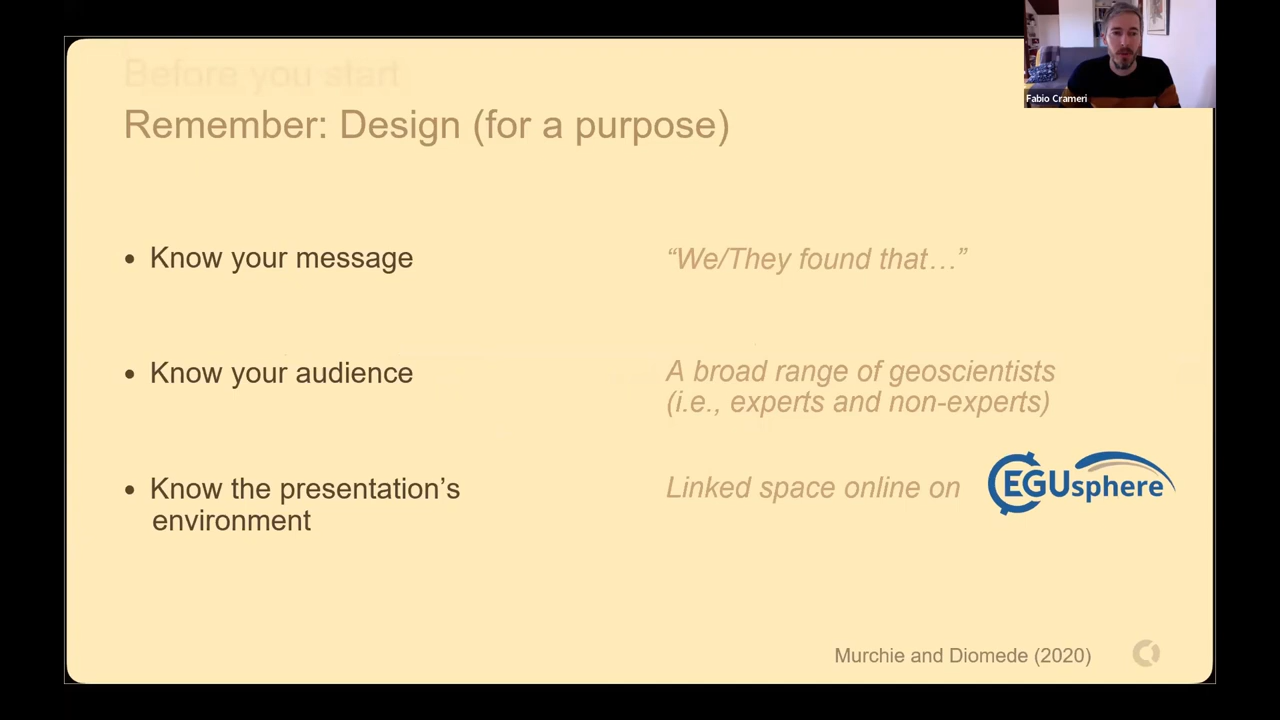 Before you start
Remember: Design (for a purpose)
Fabio Crameri
• Know your message
“We/They found that…”
• Know your audience
A broad range of geoscientists
(i.e., experts and non-experts)
• Know the presentation’s
environment
Linked space online on
EGUsphere
Murchie and Diomede (2020)